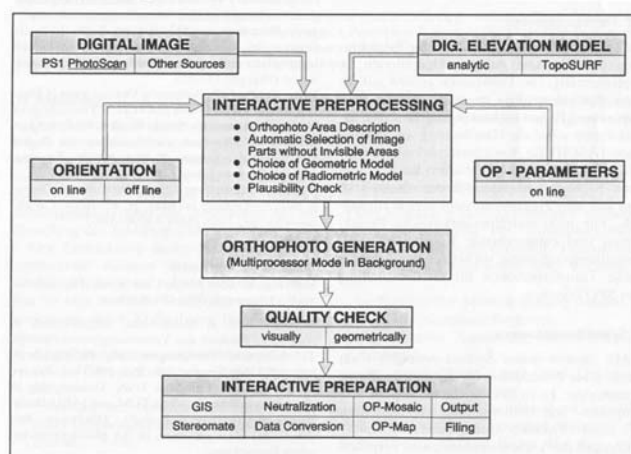 DIGITAL IMAGE
PS1 PhotoScan Other Sources
DIG. ELEVATION MODEL
analytic TopoSURF
INTERACTIVE PREPROCESSING
● Orthophoto Area Description
● Automatic Selection of Image
Parts without Invisible Areas
● Choice of Geometric Model
● Choice of Radiometric Model
● Plausibility Check
ORIENTATION
on line off line
OP - PARAMETERS
on line
ORTHOPHOTO GENERATION
(Multiprocessor Mode in Background)
QUALITY CHECK
visually geometrically
INTERACTIVE PREPARATION
GIS Neutralization OP-Mosaic Output
Stereomate Data Conversion OP-Map Filing